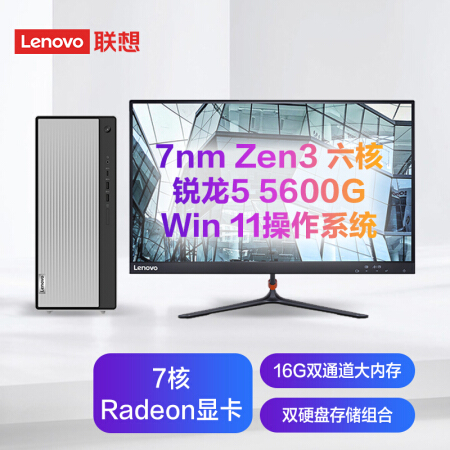 Lenovo 联想
7nm Zen3 六核
锐龙5 5600G
Win 11操作系统
Lenovo
Lenovo
7核
Radeon显卡
16G双通道大内存
双硬盘存储组合